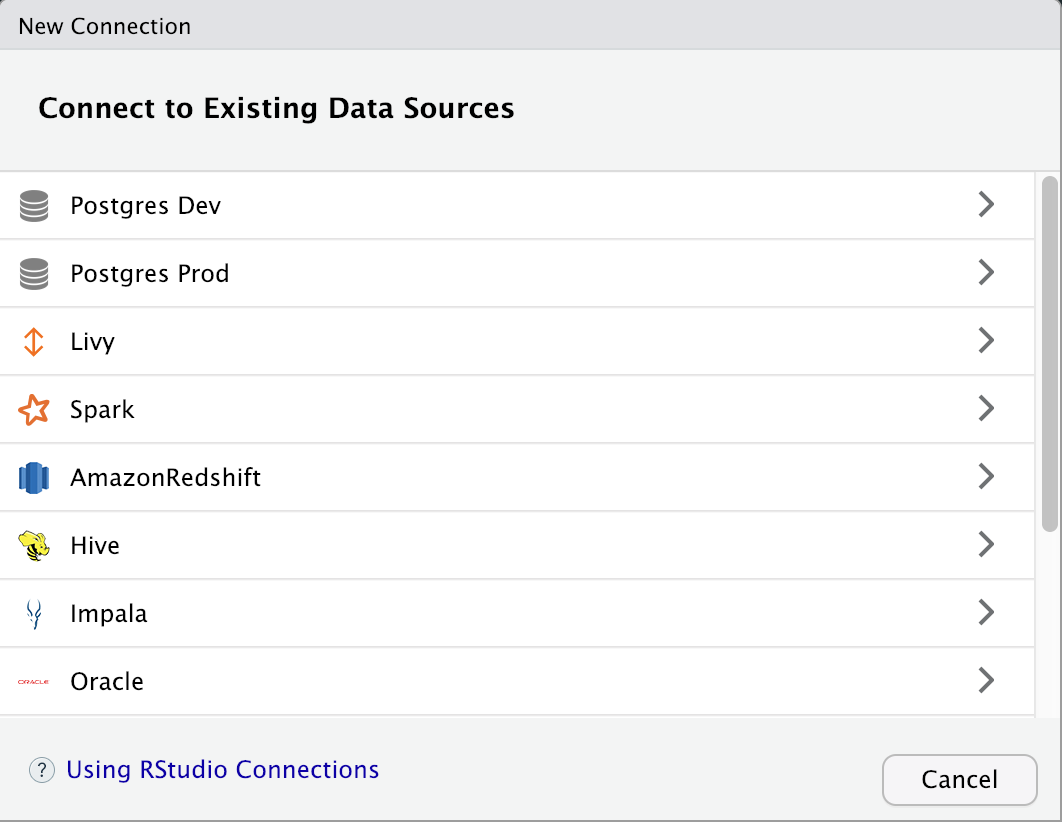 New Connection
Connect to Existing Data Sources
Postgres Dev
Postgres Prod
Livy
Spark
AmazonRedshift
Hive
Impala
ORACLE Oracle
? Using RStudio Connections
Cancel